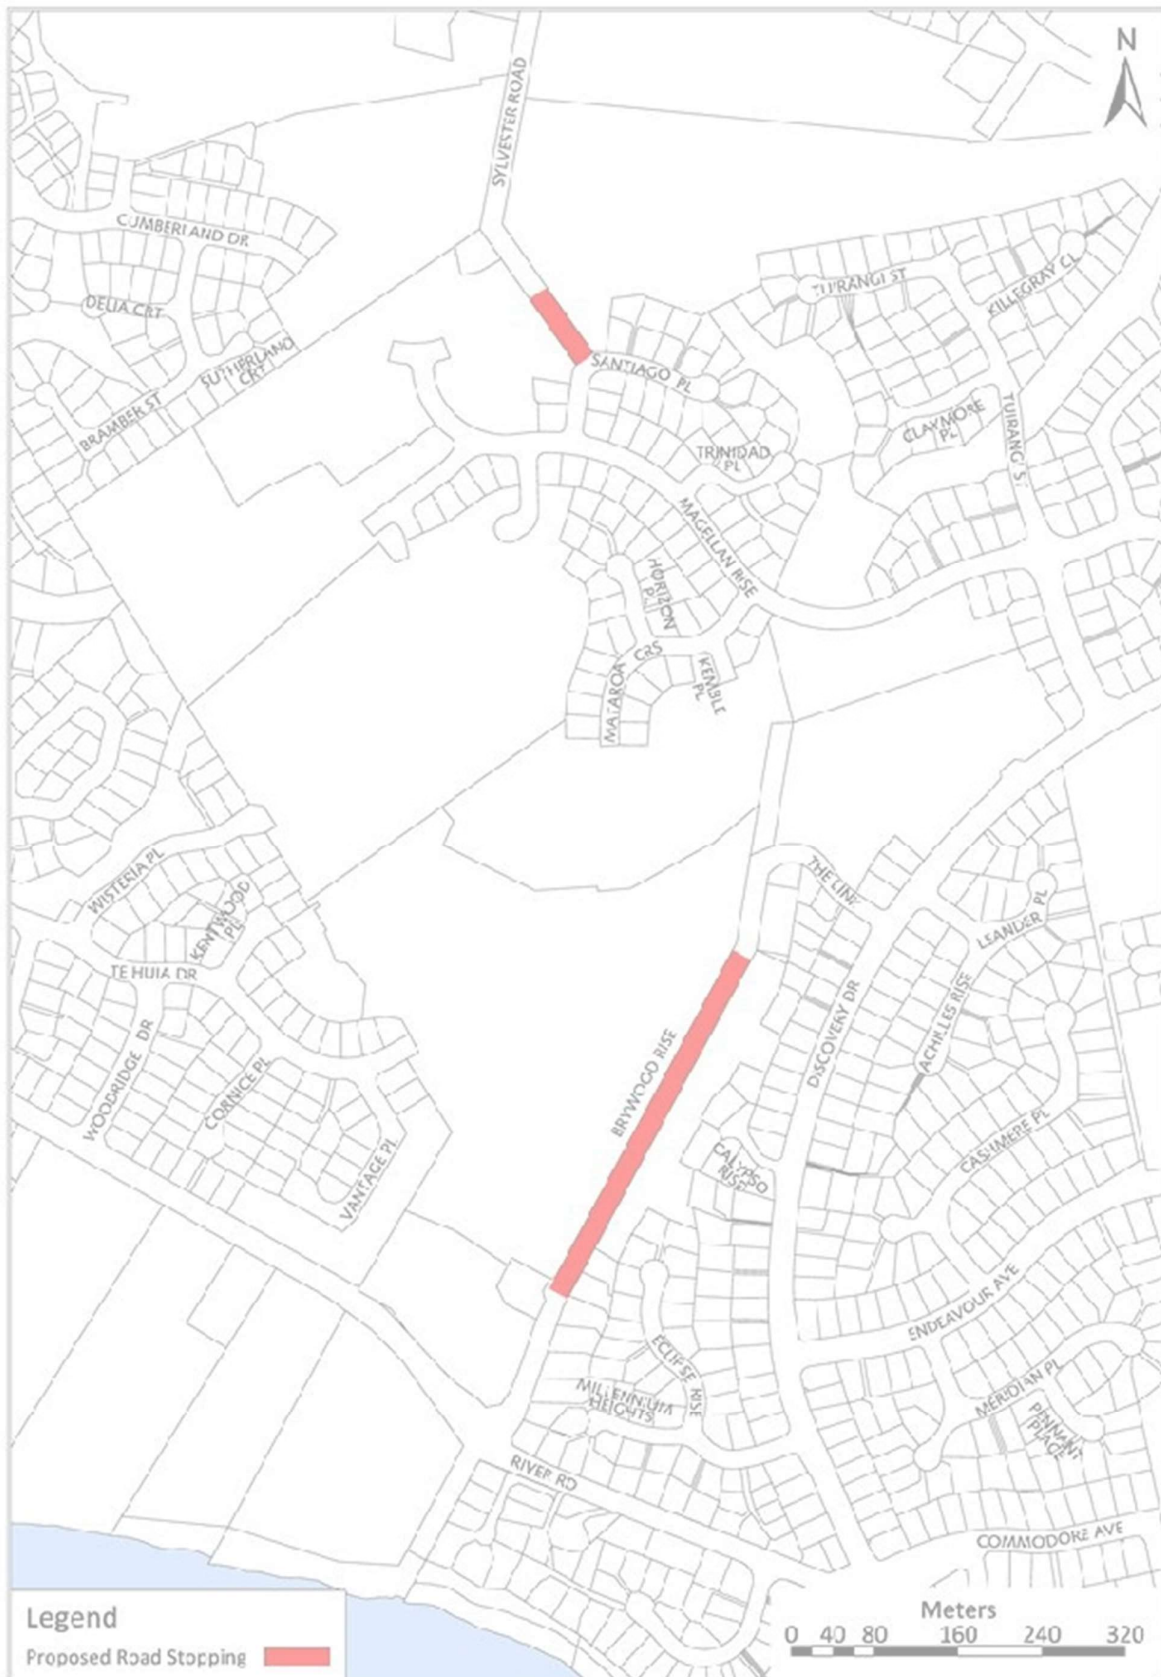 N
SYLVESTER ROAD
CUMBERLAND DR
DELIA CRT
SUTHERLAND
CRT
BRAMBER ST
TUIRANGI ST
KILLEGRAY CL
SANTIAGO PL
CLAYMORE
PL
TUIRANGI S
TRINIDAD
PL
MAGELLAN RISE
HORIZON
PL
MATAROA
CRS
KEMBLE
PL
WISTERIA PL
KENTWOOD
PL
THE LINK
LEANDER PL
TE HUIA DR
WOODRIDGE DR
CORNICE PL
VANTAGE PL
DISCOVERY DR
ACHILLES RISE
BRYWOOD RISE
CALYPSO
RISE
CASHMERE PL
ENDEAVOUR AVE
ECLIPSE RISE
MILLENNIUM
HEIGHTS
MERIDIAN PL
PENNANT
PLACE
RIVER RD
COMMODORE AVE
Legend
Proposed Road Stopping
Meters
0 40 80 160 240 320